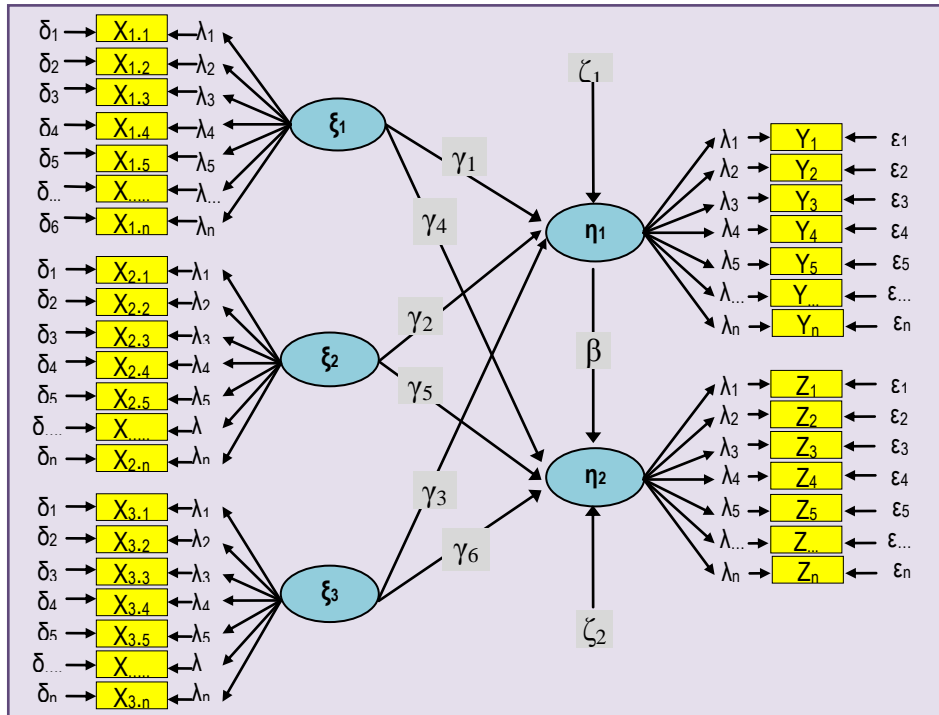 δ1 X1.1 λ1
δ2 X1.2 λ2
δ3 X1.3 λ3
δ4 X1.4 λ4
δ5 X1.5 λ5
δ... X..... λ...
δ6 X1.n λn
ξ1
δ1 X2.1 λ1
δ2 X2.2 λ2
δ3 X2.3 λ3
δ4 X2.4 λ4
δ5 X2.5 λ5
δ..... X..... λ
δn X2.n λn
ξ2
δ1 X3.1 λ1
δ2 X3.2 λ2
δ3 X3.3 λ3
δ4 X3.4 λ4
δ5 X3.5 λ5
δ..... X..... λ
δn X3.n λn
ξ3
γ1
γ4
γ2
γ5
γ3
γ6
ζ1
η1
β
η2
ζ2
λ1 Y1 ε1
λ2 Y2 ε2
λ3 Y3 ε3
λ4 Y4 ε4
λ5 Y5 ε5
λ... Y... ε...
λn Yn εn
λ1 Z1 ε1
λ2 Z2 ε2
λ3 Z3 ε3
λ4 Z4 ε4
λ5 Z5 ε5
λ... Z... ε...
λn Zn εn